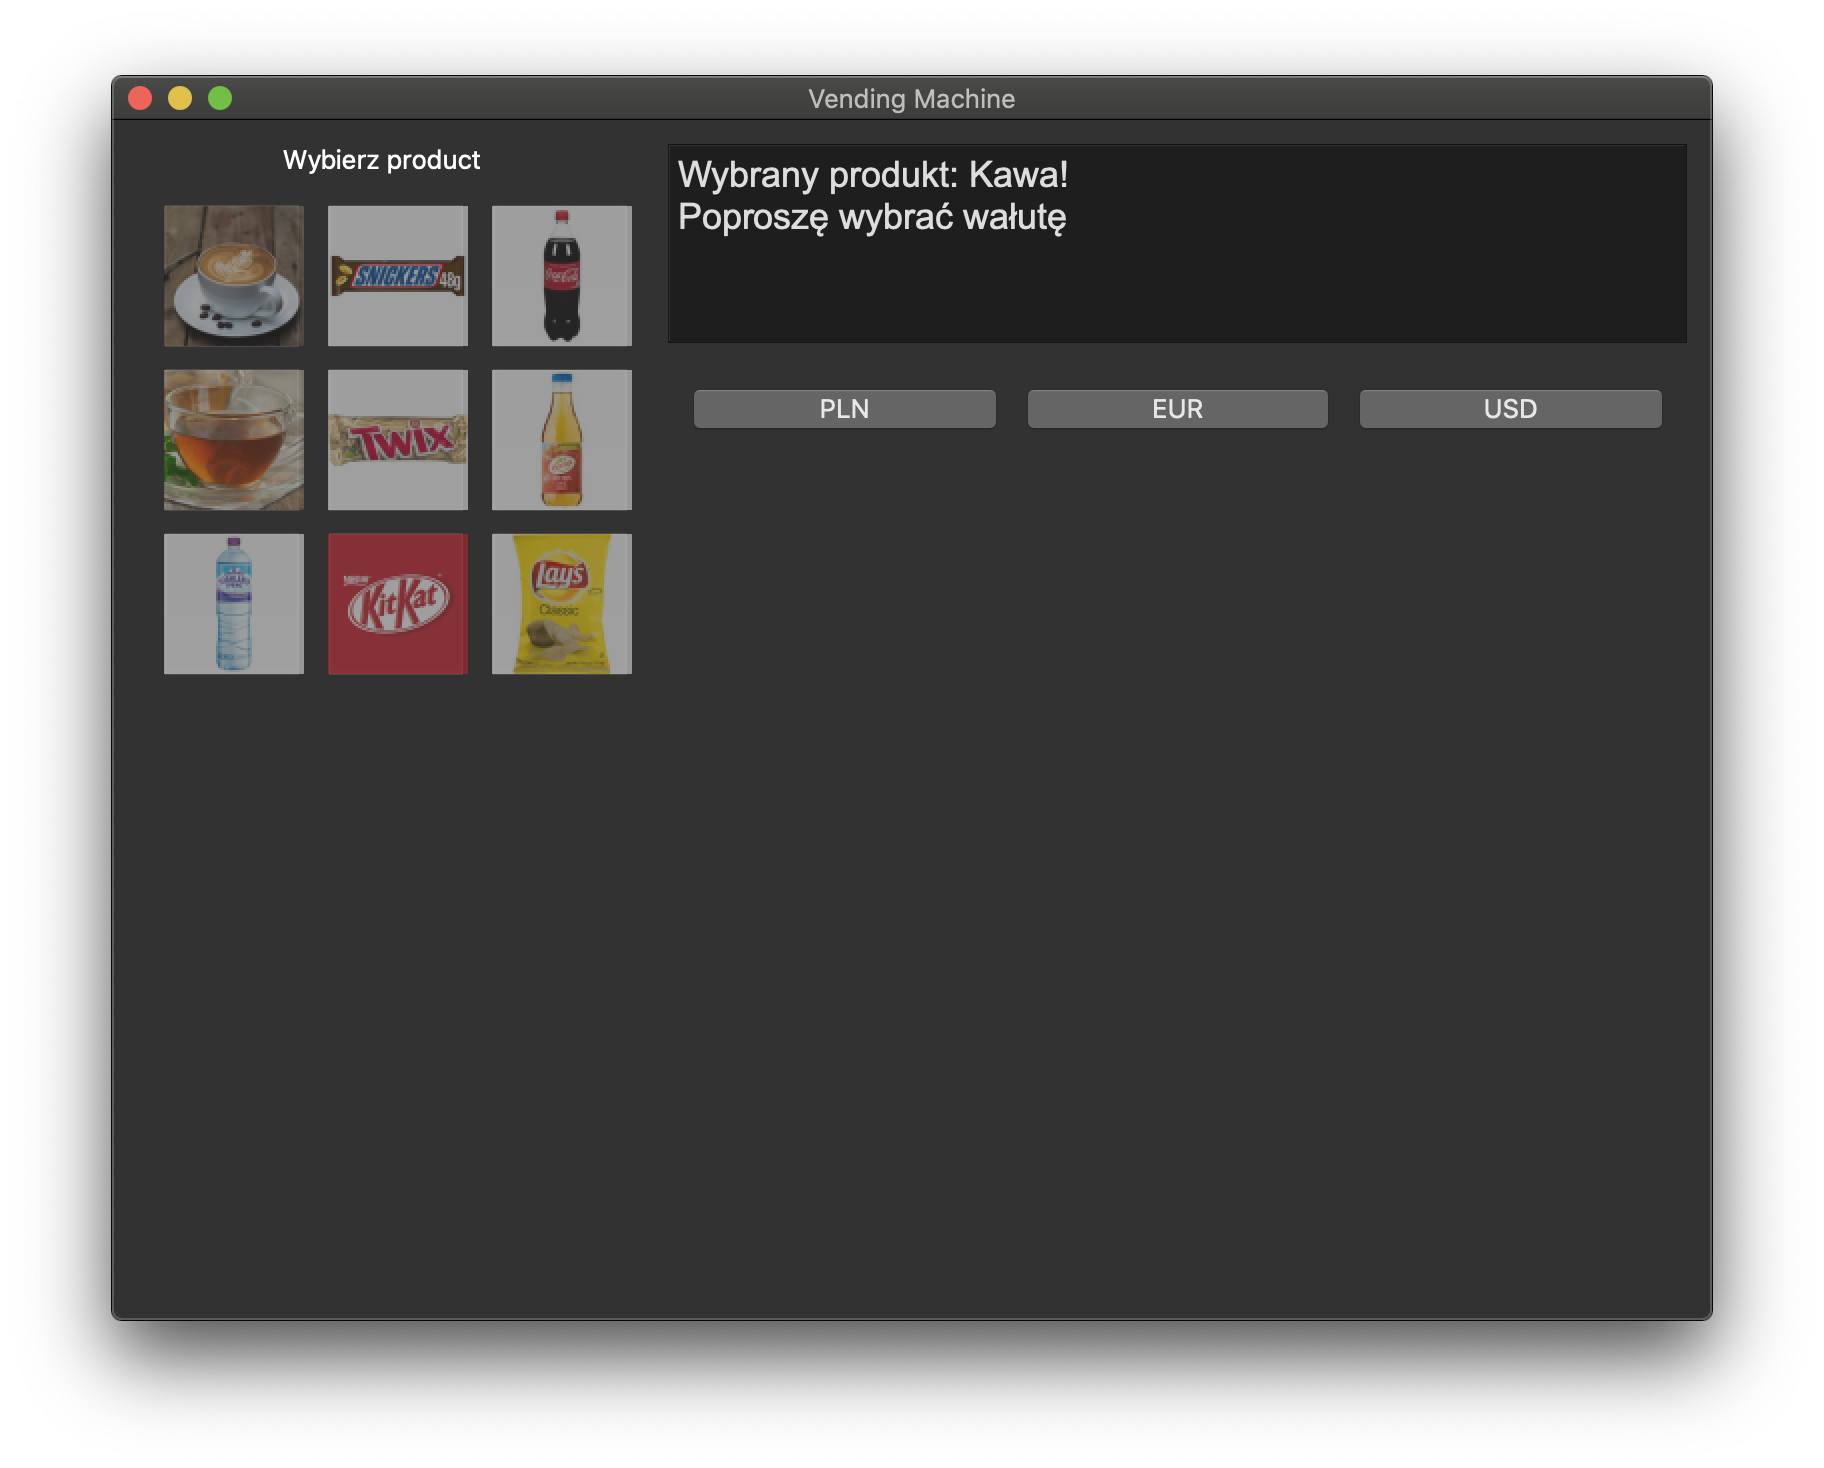 Vending Machine
Wybierz product
Wybrany produkt: Kawa!
Poproszę wybrać wałutę
SNICKERS 48g
Coca-Cola
PLN
EUR
USD
TWIX
Nestlé
KitKat
Lay's
Classic